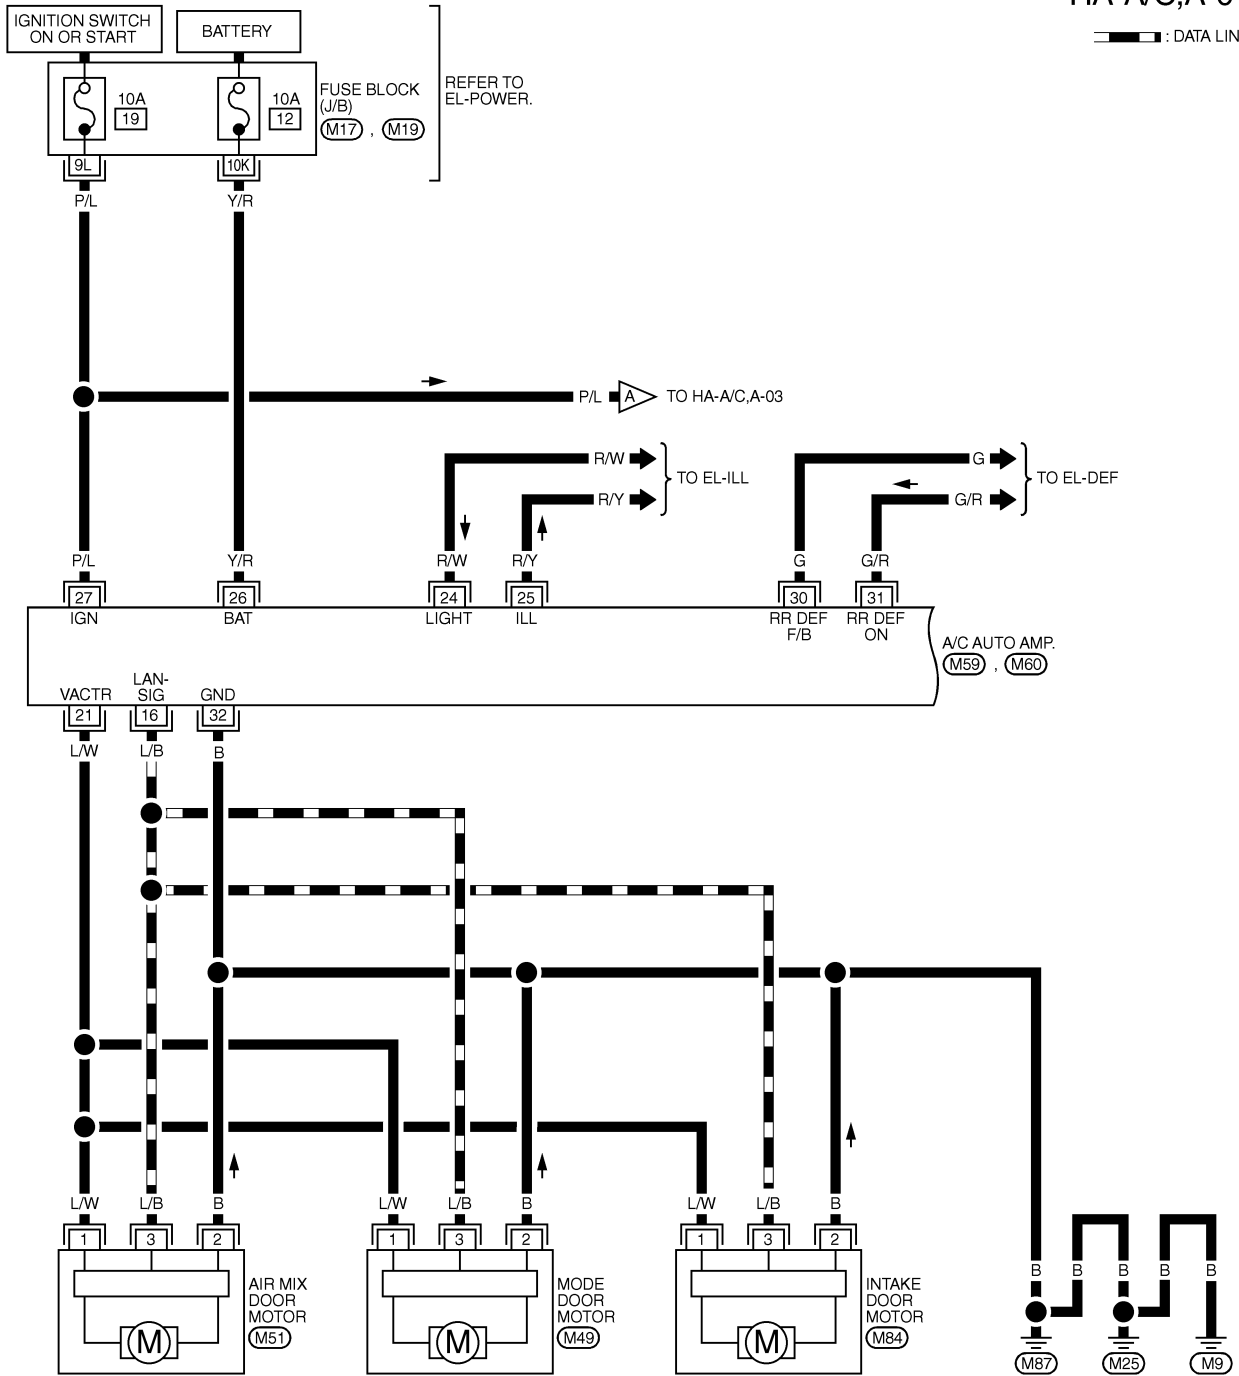 IGNITION SWITCH
ON OR START
BATTERY
: DATA LIN
10A
19
10A
12
FUSE BLOCK
(J/B)
M17 , M19
REFER TO
EL-POWER.
9L
10K
P/L
Y/R
P/L
A
TO HA-A/C,A-03
R/W
R/Y
TO EL-ILL
G
G/R
TO EL-DEF
P/L
Y/R
R/W
R/Y
G
G/R
27
26
24
25
30
31
IGN
BAT
LIGHT
ILL
RR DEF
F/B
RR DEF
ON
A/C AUTO AMP.
M59 , M60
VACTR
LAN-
SIG
GND
21
16
32
L/W
L/B
B
L/W
L/B
B
L/W
L/B
B
L/W
L/B
B
1
3
2
1
3
2
1
3
2
AIR MIX
DOOR
MOTOR
M51
M
MODE
DOOR
MOTOR
M49
M
INTAKE
DOOR
MOTOR
M84
M
B
B
B
B
B
M87
M25
M9